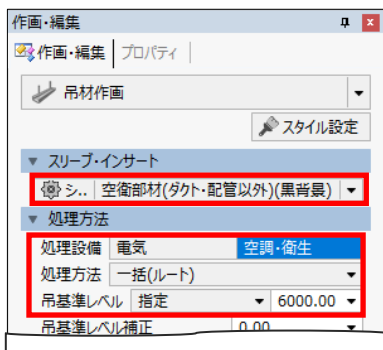 作画・編集
作画・編集 プロパティ
吊材作画
スタイル設定
スリーブ・インサート
シ.. 空衛部材(ダクト・配管以外)(黒背景)
処理方法
処理設備 電気 空調・衛生
処理方法 一括(ルート)
吊基準レベル 指定 6000.00
吊基準レベル補正 0.00